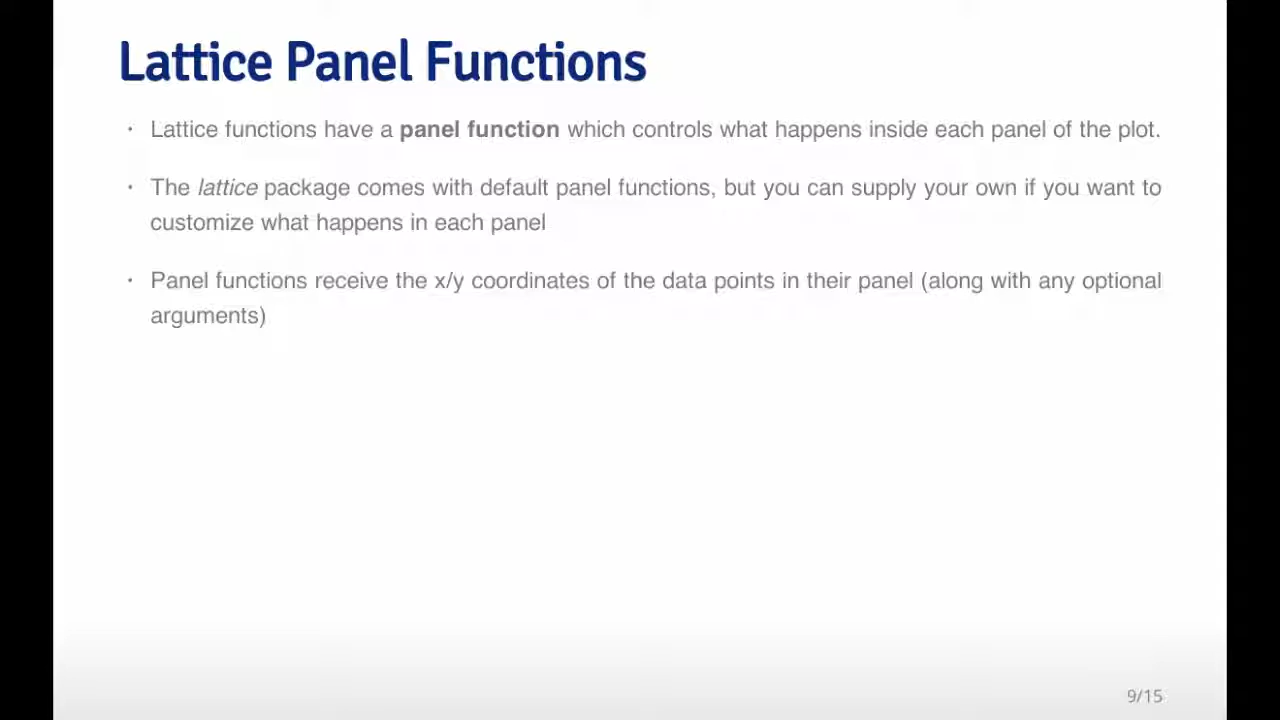 Lattice Panel Functions
· Lattice functions have a panel function which controls what happens inside each panel of the plot.
· The lattice package comes with default panel functions, but you can supply your own if you want to
customize what happens in each panel
· Panel functions receive the x/y coordinates of the data points in their panel (along with any optional
arguments)
9/15